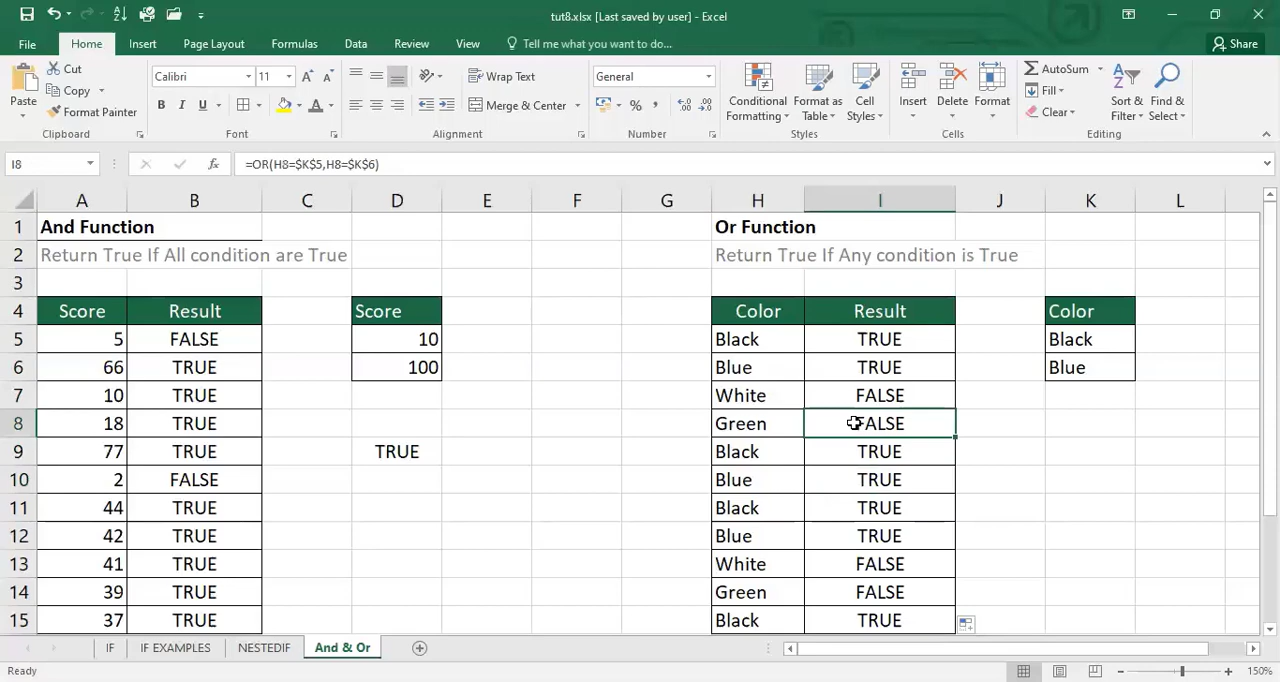 tut8.xlsx [Last saved by user] - Excel
File Home Insert Page Layout Formulas Data Review View Tell me what you want to do... Share
Cut
Copy
Format Painter
Paste
Clipboard
Calibri 11
B I U
Font
Wrap Text
Merge & Center
Alignment
General
%
Number
Conditional Formatting
Format as Table
Cell Styles
Styles
Insert
Delete
Format
Cells
AutoSum
Fill
Clear
Sort & Filter
Find & Select
Editing
I8 fx =OR(H8=$K$5,H8=$K$6)
A B C D E F G H I J K L
1 And Function Or Function
2 Return True If All condition are True Return True If Any condition is True
3
4 Score Result Score Color Result Color
5 5 FALSE 10 Black TRUE Black
6 66 TRUE 100 Blue TRUE Blue
7 10 TRUE White FALSE
8 18 TRUE Green FALSE
9 77 TRUE TRUE Black TRUE
10 2 FALSE Blue TRUE
11 44 TRUE Black TRUE
12 42 TRUE Blue TRUE
13 41 TRUE White FALSE
14 39 TRUE Green FALSE
15 37 TRUE Black TRUE
IF IF EXAMPLES NESTEDIF And & Or
Ready 150%